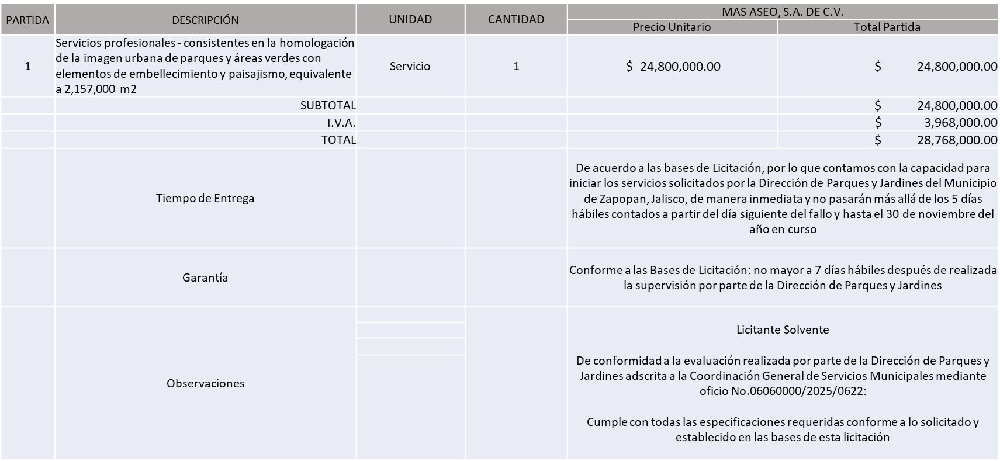 PARTIDA
DESCRIPCIÓN
UNIDAD
CANTIDAD
MAS ASEO, S.A. DE C.V.
Precio Unitario
Total Partida
1
Servicios profesionales - consistentes en la homologación
de la imagen urbana de parques y áreas verdes con
elementos de embellecimiento y paisajismo, equivalente
a 2,157,000 m2
Servicio
1
$ 24,800,000.00
$ 24,800,000.00
SUBTOTAL
$ 24,800,000.00
I.V.A.
$ 3,968,000.00
TOTAL
$ 28,768,000.00
Tiempo de Entrega
De acuerdo a las bases de Licitación, por lo que contamos con la capacidad para
iniciar los servicios solicitados por la Dirección de Parques y Jardines del Municipio
de Zapopan, Jalisco, de manera inmediata y no pasarán más allá de los 5 días
hábiles contados a partir del día siguiente del fallo y hasta el 30 de noviembre del
año en curso
Garantía
Conforme a las Bases de Licitación: no mayor a 7 días hábiles después de realizada
la supervisión por parte de la Dirección de Parques y Jardines
Observaciones
Licitante Solvente
De conformidad a la evaluación realizada por parte de la Dirección de Parques y
Jardines adscrita a la Coordinación General de Servicios Municipales mediante
oficio No.06060000/2025/0622:
Cumple con todas las especificaciones requeridas conforme a lo solicitado y
establecido en las bases de esta licitación